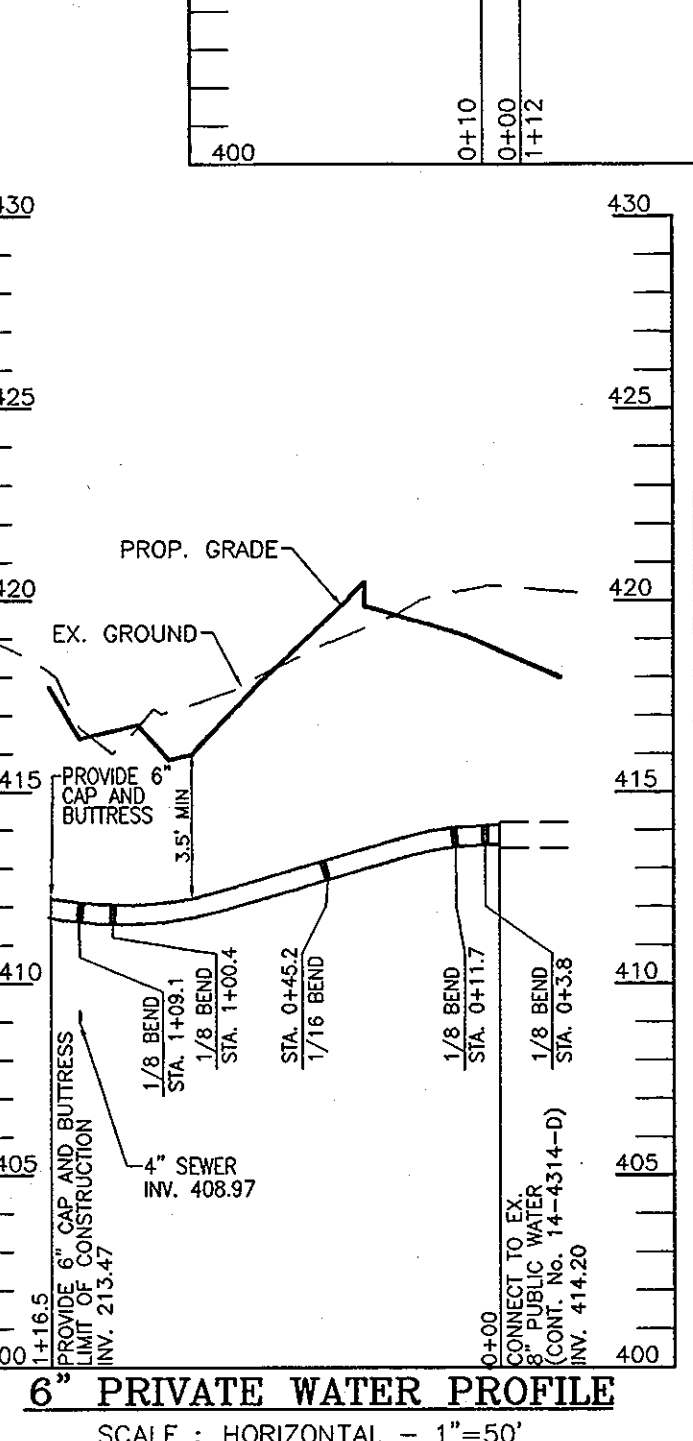 400
0+10
0+00
1+12
430
430
425
425
PROP. GRADE
420
420
EX. GROUND
415
415
PROVIDE 6"
CAP AND
BUTTRESS
3.5' MIN
410
410
1/8 BEND
STA. 1+09.1
1/8 BEND
STA. 1+00.4
STA. 0+45.2
1/16 BEND
1/8 BEND
STA. 0+11.7
1/8 BEND
STA. 0+3.8
4" SEWER
INV. 408.97
405
405
1+16.5
PROVIDE 6" CAP AND BUTTRESS
LIMIT OF CONSTRUCTION
INV. 213.47
0+00
CONNECT TO EX.
8" PUBLIC WATER
(CONT. No. 14-4314-D)
INV. 414.20
00
400
6" PRIVATE WATER PROFILE
SCALE : HORIZONTAL - 1"=50'